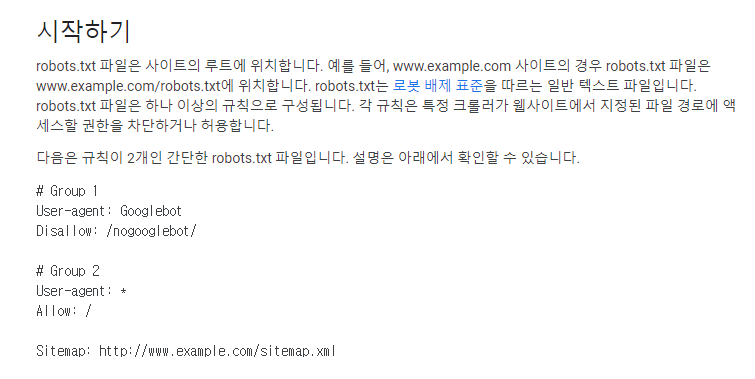 시작하기
robots.txt 파일은 사이트의 루트에 위치합니다. 예를 들어, www.example.com 사이트의 경우 robots.txt 파일은
www.example.com/robots.txt에 위치합니다. robots.txt는 로봇 배제 표준을 따르는 일반 텍스트 파일입니다.
robots.txt 파일은 하나 이상의 규칙으로 구성됩니다. 각 규칙은 특정 크롤러가 웹사이트에서 지정된 파일 경로에 액
세스할 권한을 차단하거나 허용합니다.
다음은 규칙이 2개인 간단한 robots.txt 파일입니다. 설명은 아래에서 확인할 수 있습니다.
# Group 1
User-agent: Googlebot
Disallow: /nogooglebot/
# Group 2
User-agent: *
Allow: /
Sitemap: http://www.example.com/sitemap.xml